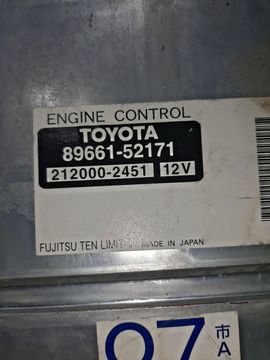 ENGINE CONTROL
TOYOTA
89661-52171
212000-2451 12V
FUJITSU TEN LIMITED MADE IN JAPAN
97 市
A